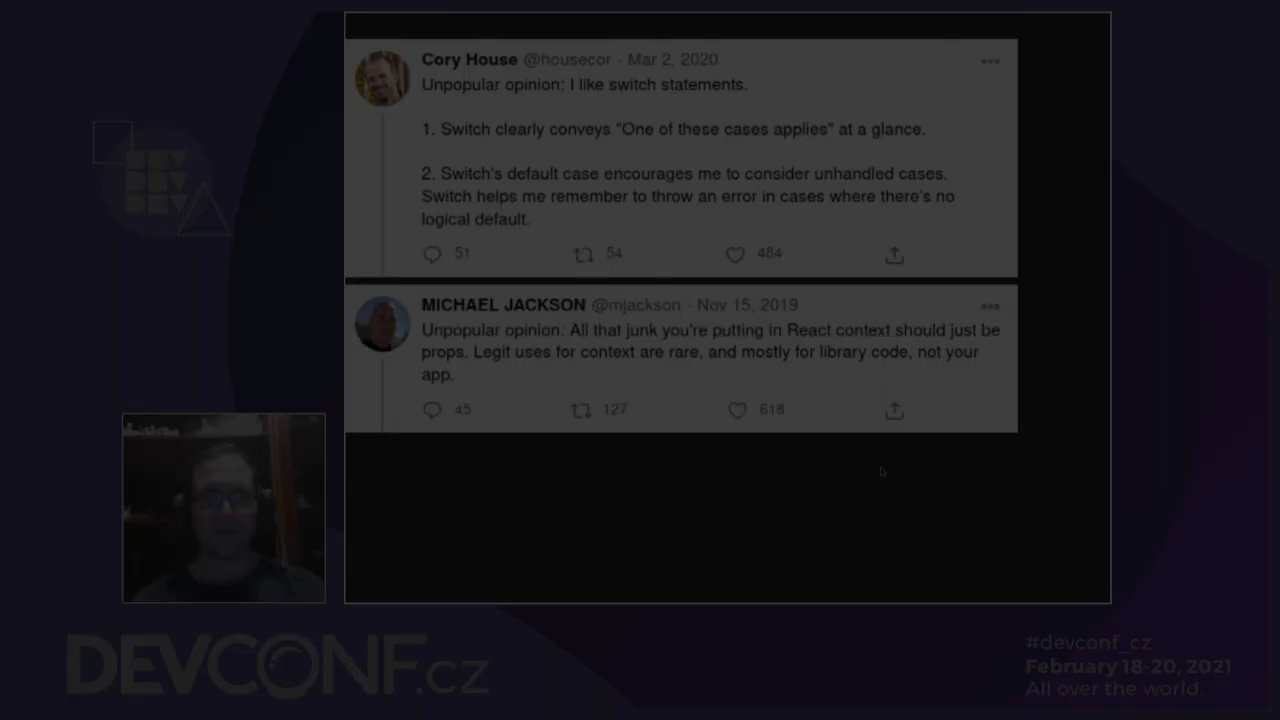 Cory House @housecor · Mar 2, 2020
Unpopular opinion: I like switch statements.
1. Switch clearly conveys "One of these cases applies" at a glance.
2. Switch's default case encourages me to consider unhandled cases.
Switch helps me remember to throw an error in cases where there's no
logical default.
51 54 484
MICHAEL JACKSON @mjackson · Nov 15, 2019
Unpopular opinion: All that junk you're putting in React context should just be
props. Legit uses for context are rare, and mostly for library code, not your
app.
45 127 618
DEVCONF.cz
#devconf_cz
February 18-20, 2021
All over the world.